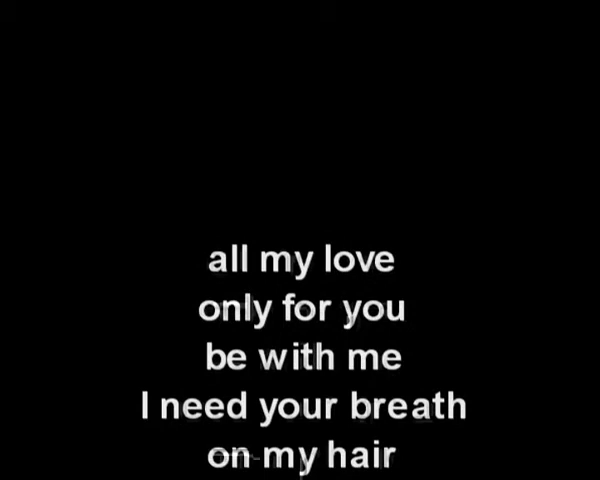 all my love
only for you
be with me
I need your breath
on my hair